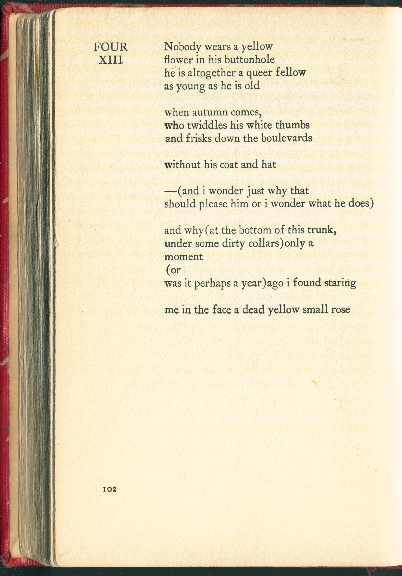 FOUR
XIII
Nobody wears a yellow
flower in his buttonhole
he is altogether a queer fellow
as young as he is old
when autumn comes,
who twiddles his white thumbs
and frisks down the boulevards
without his coat and hat
—(and i wonder just why that
should please him or i wonder what he does)
and why(at the bottom of this trunk,
under some dirty collars)only a
moment
(or
was it perhaps a year)ago i found staring
me in the face a dead yellow small rose
102